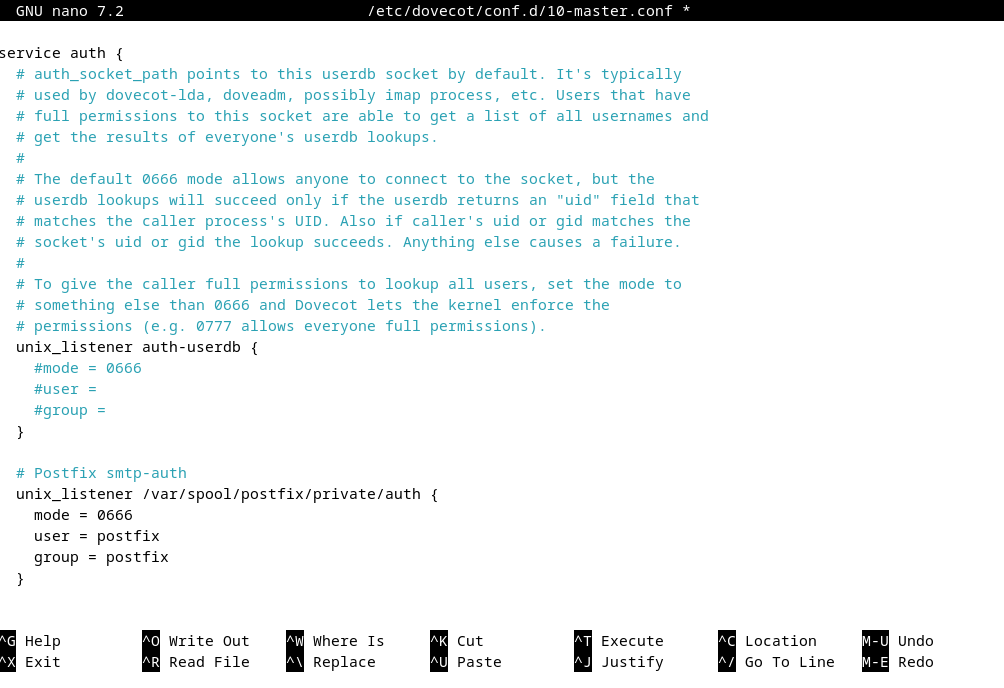 GNU nano 7.2 /etc/dovecot/conf.d/10-master.conf *
service auth {
# auth_socket_path points to this userdb socket by default. It's typically
# used by dovecot-lda, doveadm, possibly imap process, etc. Users that have
# full permissions to this socket are able to get a list of all usernames and
# get the results of everyone's userdb lookups.
#
# The default 0666 mode allows anyone to connect to the socket, but the
# userdb lookups will succeed only if the userdb returns an "uid" field that
# matches the caller process's UID. Also if caller's uid or gid matches the
# socket's uid or gid the lookup succeeds. Anything else causes a failure.
#
# To give the caller full permissions to lookup all users, set the mode to
# something else than 0666 and Dovecot lets the kernel enforce the
# permissions (e.g. 0777 allows everyone full permissions).
unix_listener auth-userdb {
#mode = 0666
#user =
#group =
}
# Postfix smtp-auth
unix_listener /var/spool/postfix/private/auth {
mode = 0666
user = postfix
group = postfix
}
^G Help ^O Write Out ^W Where Is ^K Cut ^T Execute ^C Location M-U Undo
^X Exit ^R Read File ^\ Replace ^U Paste ^J Justify ^/ Go To Line M-E Redo